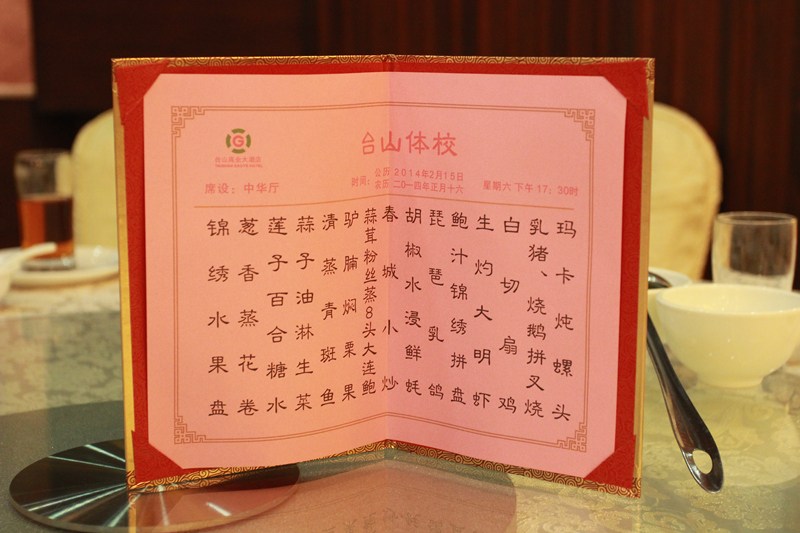 台山体校
席设：中华厅
时间：
公历 2014年2月15日
农历 二O一四年正月十六
星期六 下午 17：30时
玛卡炖螺头
乳猪、烧鹅拼叉烧
白切扇鸡
生灼大明虾
鲍汁锦绣拼盘
琵琶乳鸽
胡椒水浸鲜蚝
春城小炒
蒜茸粉丝蒸8头大连鲍
驴腩焖栗果
清蒸青斑鱼
蒜子油淋生菜
莲子百合糖水
葱香蒸花卷
锦绣水果盘